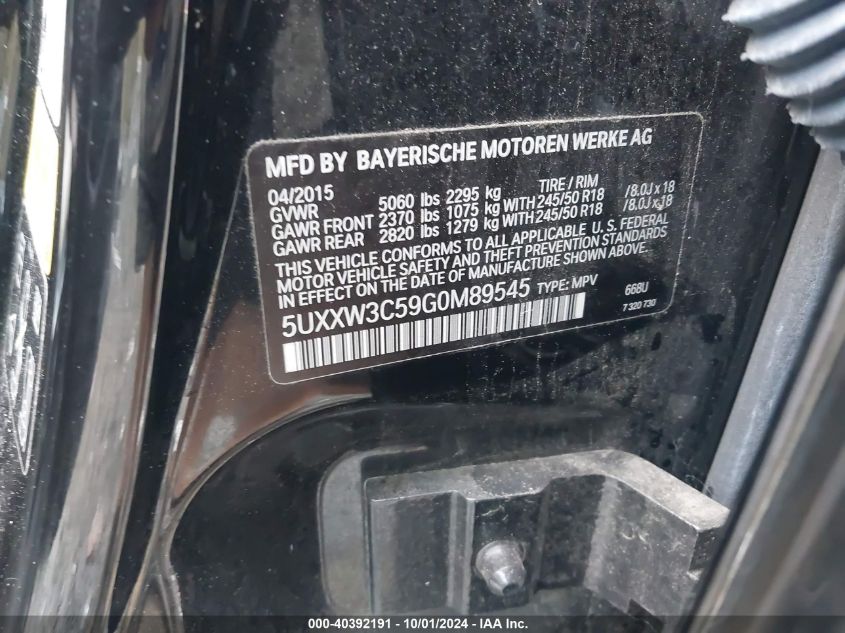 MFD BY BAYERISCHE MOTOREN WERKE AG
04/2015 TIRE / RIM
GVWR 5060 lbs 2295 kg
GAWR FRONT 2370 lbs 1075 kg WITH 245/50 R18 /8.0J x 18
GAWR REAR 2820 lbs 1279 kg WITH 245/50 R18 /8.0J x 18
THIS VEHICLE CONFORMS TO ALL APPLICABLE U.S. FEDERAL
MOTOR VEHICLE SAFETY AND THEFT PREVENTION STANDARDS
IN EFFECT ON THE DATE OF MANUFACTURE SHOWN ABOVE.
5UXXW3C59G0M89545 TYPE: MPV 668U
7 320 730
000-40392191 - 10/01/2024 - IAA Inc.